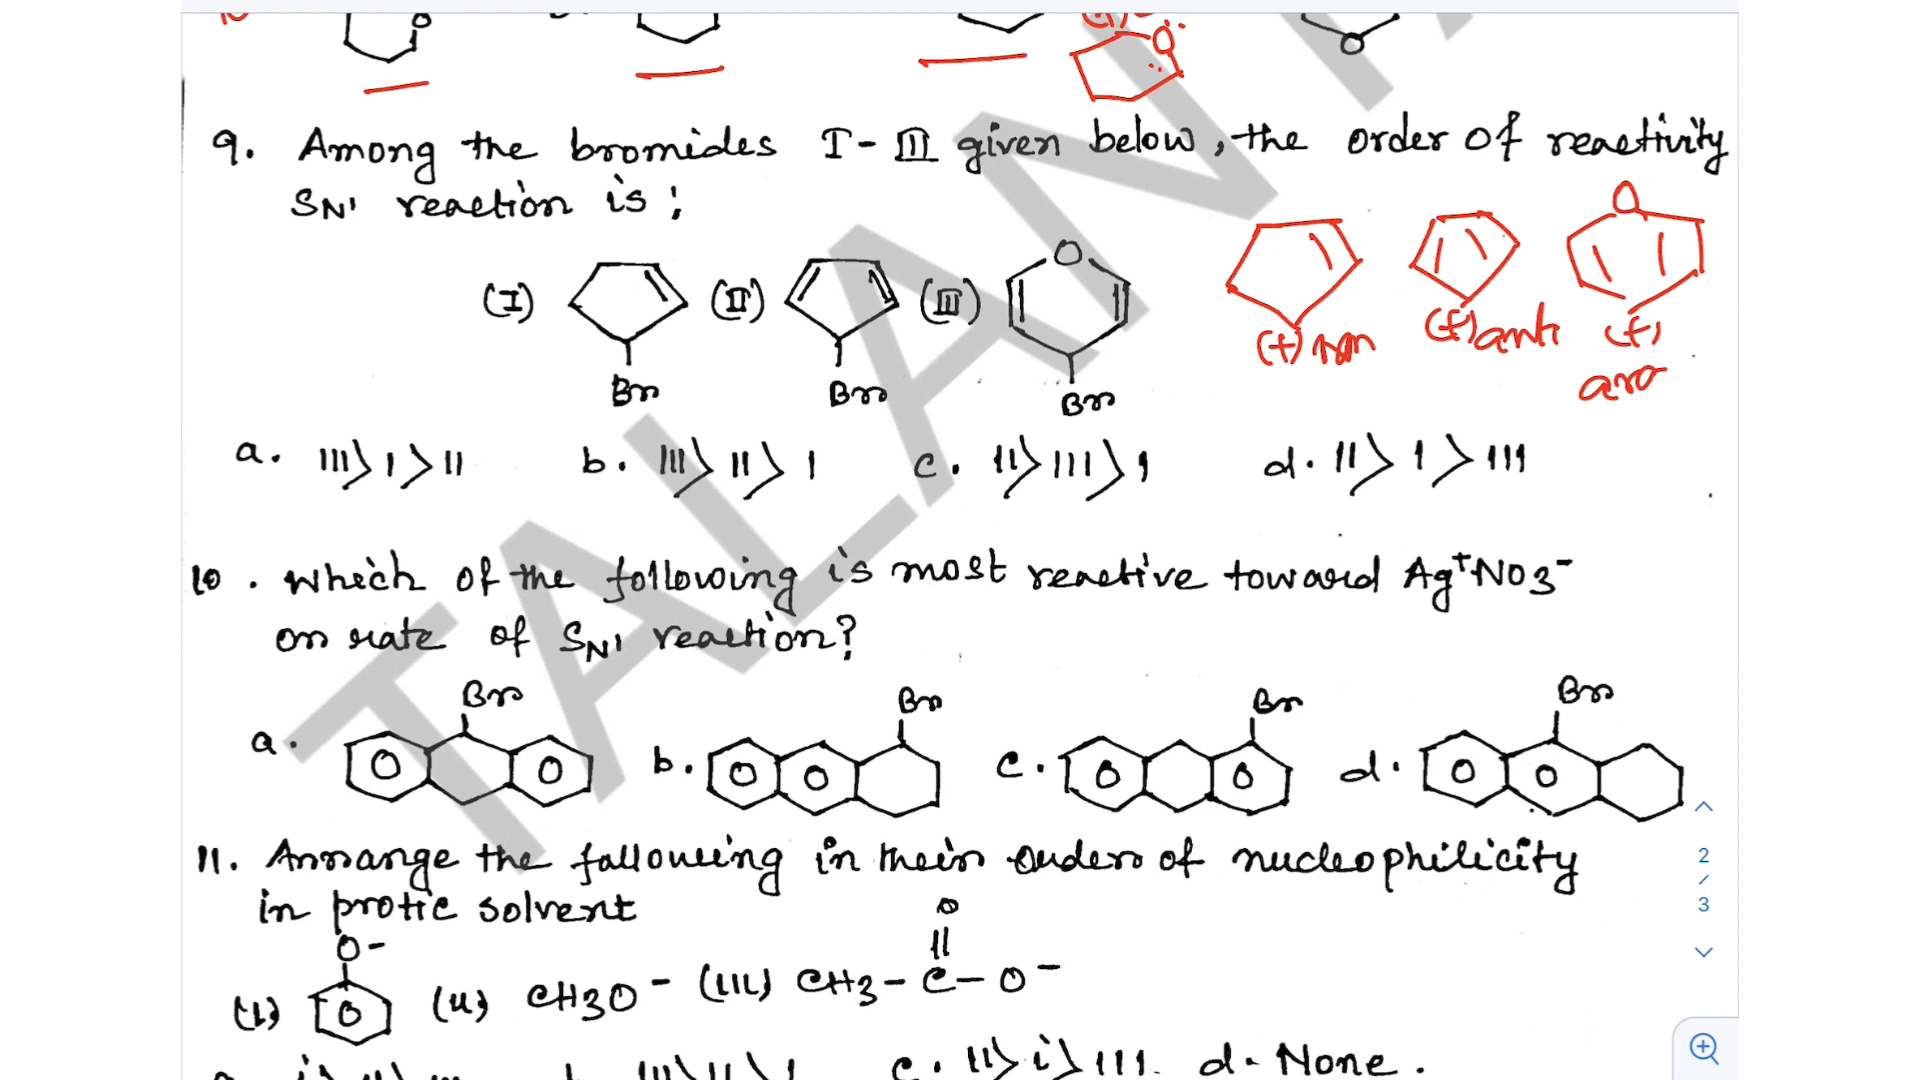 9. Among the bromides I-III given below, the order of reactivity
SN1 reaction is:
O
(I) (II) (III)
(+) non (+) anti (+)
aro
Br Br Br
a. III>I>II b. III>II>I c. II>III>I d. II>I>III
10. Which of the following is most reactive toward Ag+NO3-
on rate of SN1 reaction?
Br Br Br Br
a. b. c. d.
11. Arrange the following in their orders of nucleophilicity
in protic solvent
O- O
(I) (II) CH3O- (III) CH3-C-O-
c. II>i>III. d- None.
TALAN
2
/
3